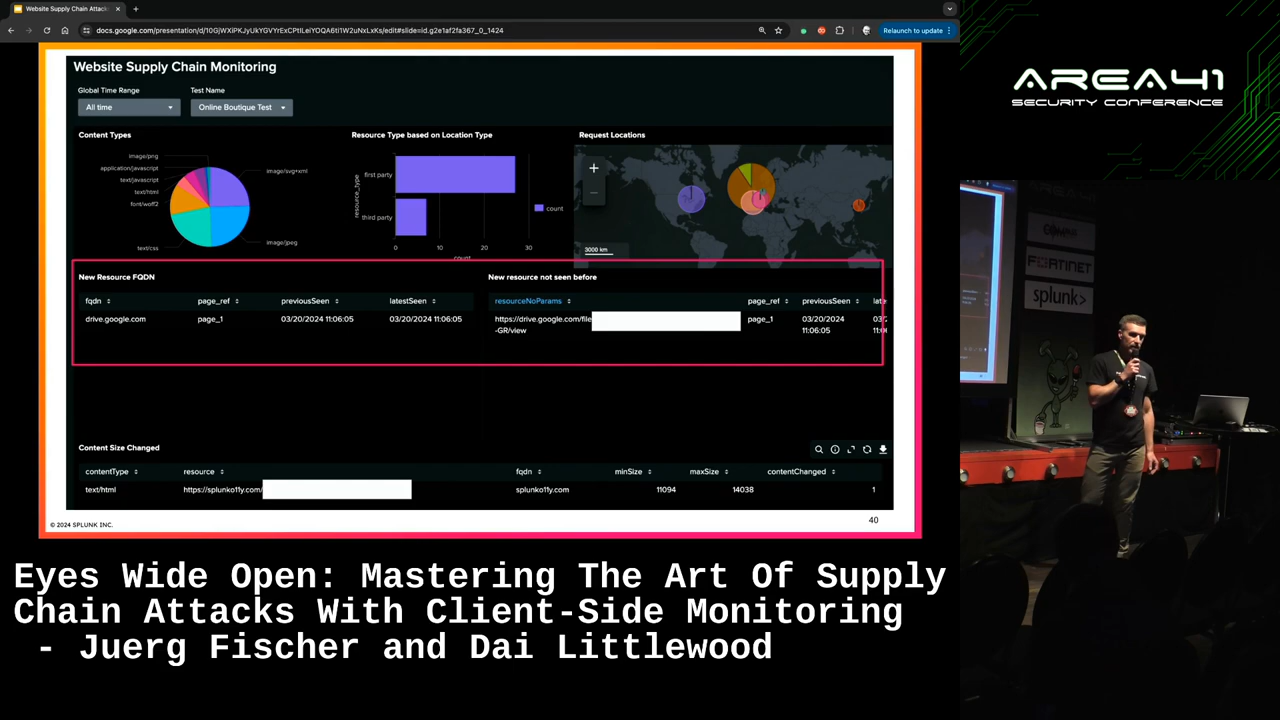 Website Supply Chain Attack
docs.google.com/presentation/d/10GjWXiPKJyUkYGVYrExCPtILeiYOQA6ti1W2uNxLxKs/edit#slide=id.g2e1af2fa367_0_1424
Relaunch to update
Website Supply Chain Monitoring
Global Time Range
Test Name
All time
Online Boutique Test
Content Types
image/png
application/javascript
text/javascript
text/html
font/woff2
text/css
image/svg+xml
image/jpeg
Resource Type based on Location Type
resource_type
first party
third party
0
10
20
30
count
count
Request Locations
+
−
3000 km
New Resource FQDN
fqdn
page_ref
previousSeen
latestSeen
drive.google.com
page_1
03/20/2024 11:06:05
03/20/2024 11:06:05
New resource not seen before
resourceNoParams
page_ref
previousSeen
late
https://drive.google.com/file
-GR/view
page_1
03/20/2024
11:06:05
03/2
11:0
Content Size Changed
contentType
resource
fqdn
minSize
maxSize
contentChanged
text/html
https://splunko11y.com/
splunko11y.com
11094
14038
1
© 2024 SPLUNK INC.
40
AREA41
SECURITY CONFERENCE
FORTINET
splunk>
Eyes Wide Open: Mastering The Art Of Supply
Chain Attacks With Client-Side Monitoring
- Juerg Fischer and Dai Littlewood